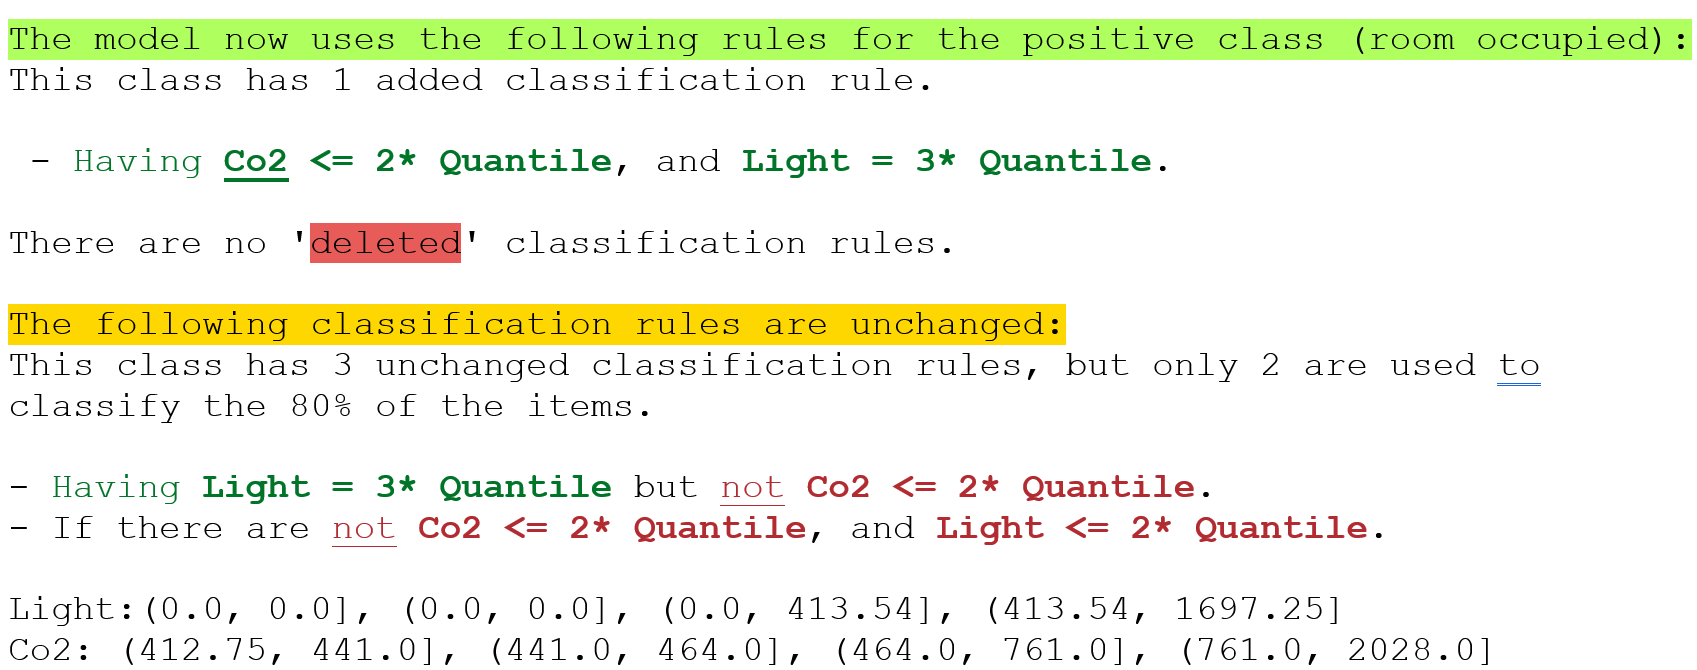 The model now uses the following rules for the positive class (room occupied):
This class has 1 added classification rule.
- Having Co2 <= 2* Quantile, and Light = 3* Quantile.
There are no 'deleted' classification rules.
The following classification rules are unchanged:
This class has 3 unchanged classification rules, but only 2 are used to
classify the 80% of the items.
- Having Light = 3* Quantile but not Co2 <= 2* Quantile.
- If there are not Co2 <= 2* Quantile, and Light <= 2* Quantile.
Light:(0.0, 0.0], (0.0, 0.0], (0.0, 413.54], (413.54, 1697.25]
Co2: (412.75, 441.0], (441.0, 464.0], (464.0, 761.0], (761.0, 2028.0]